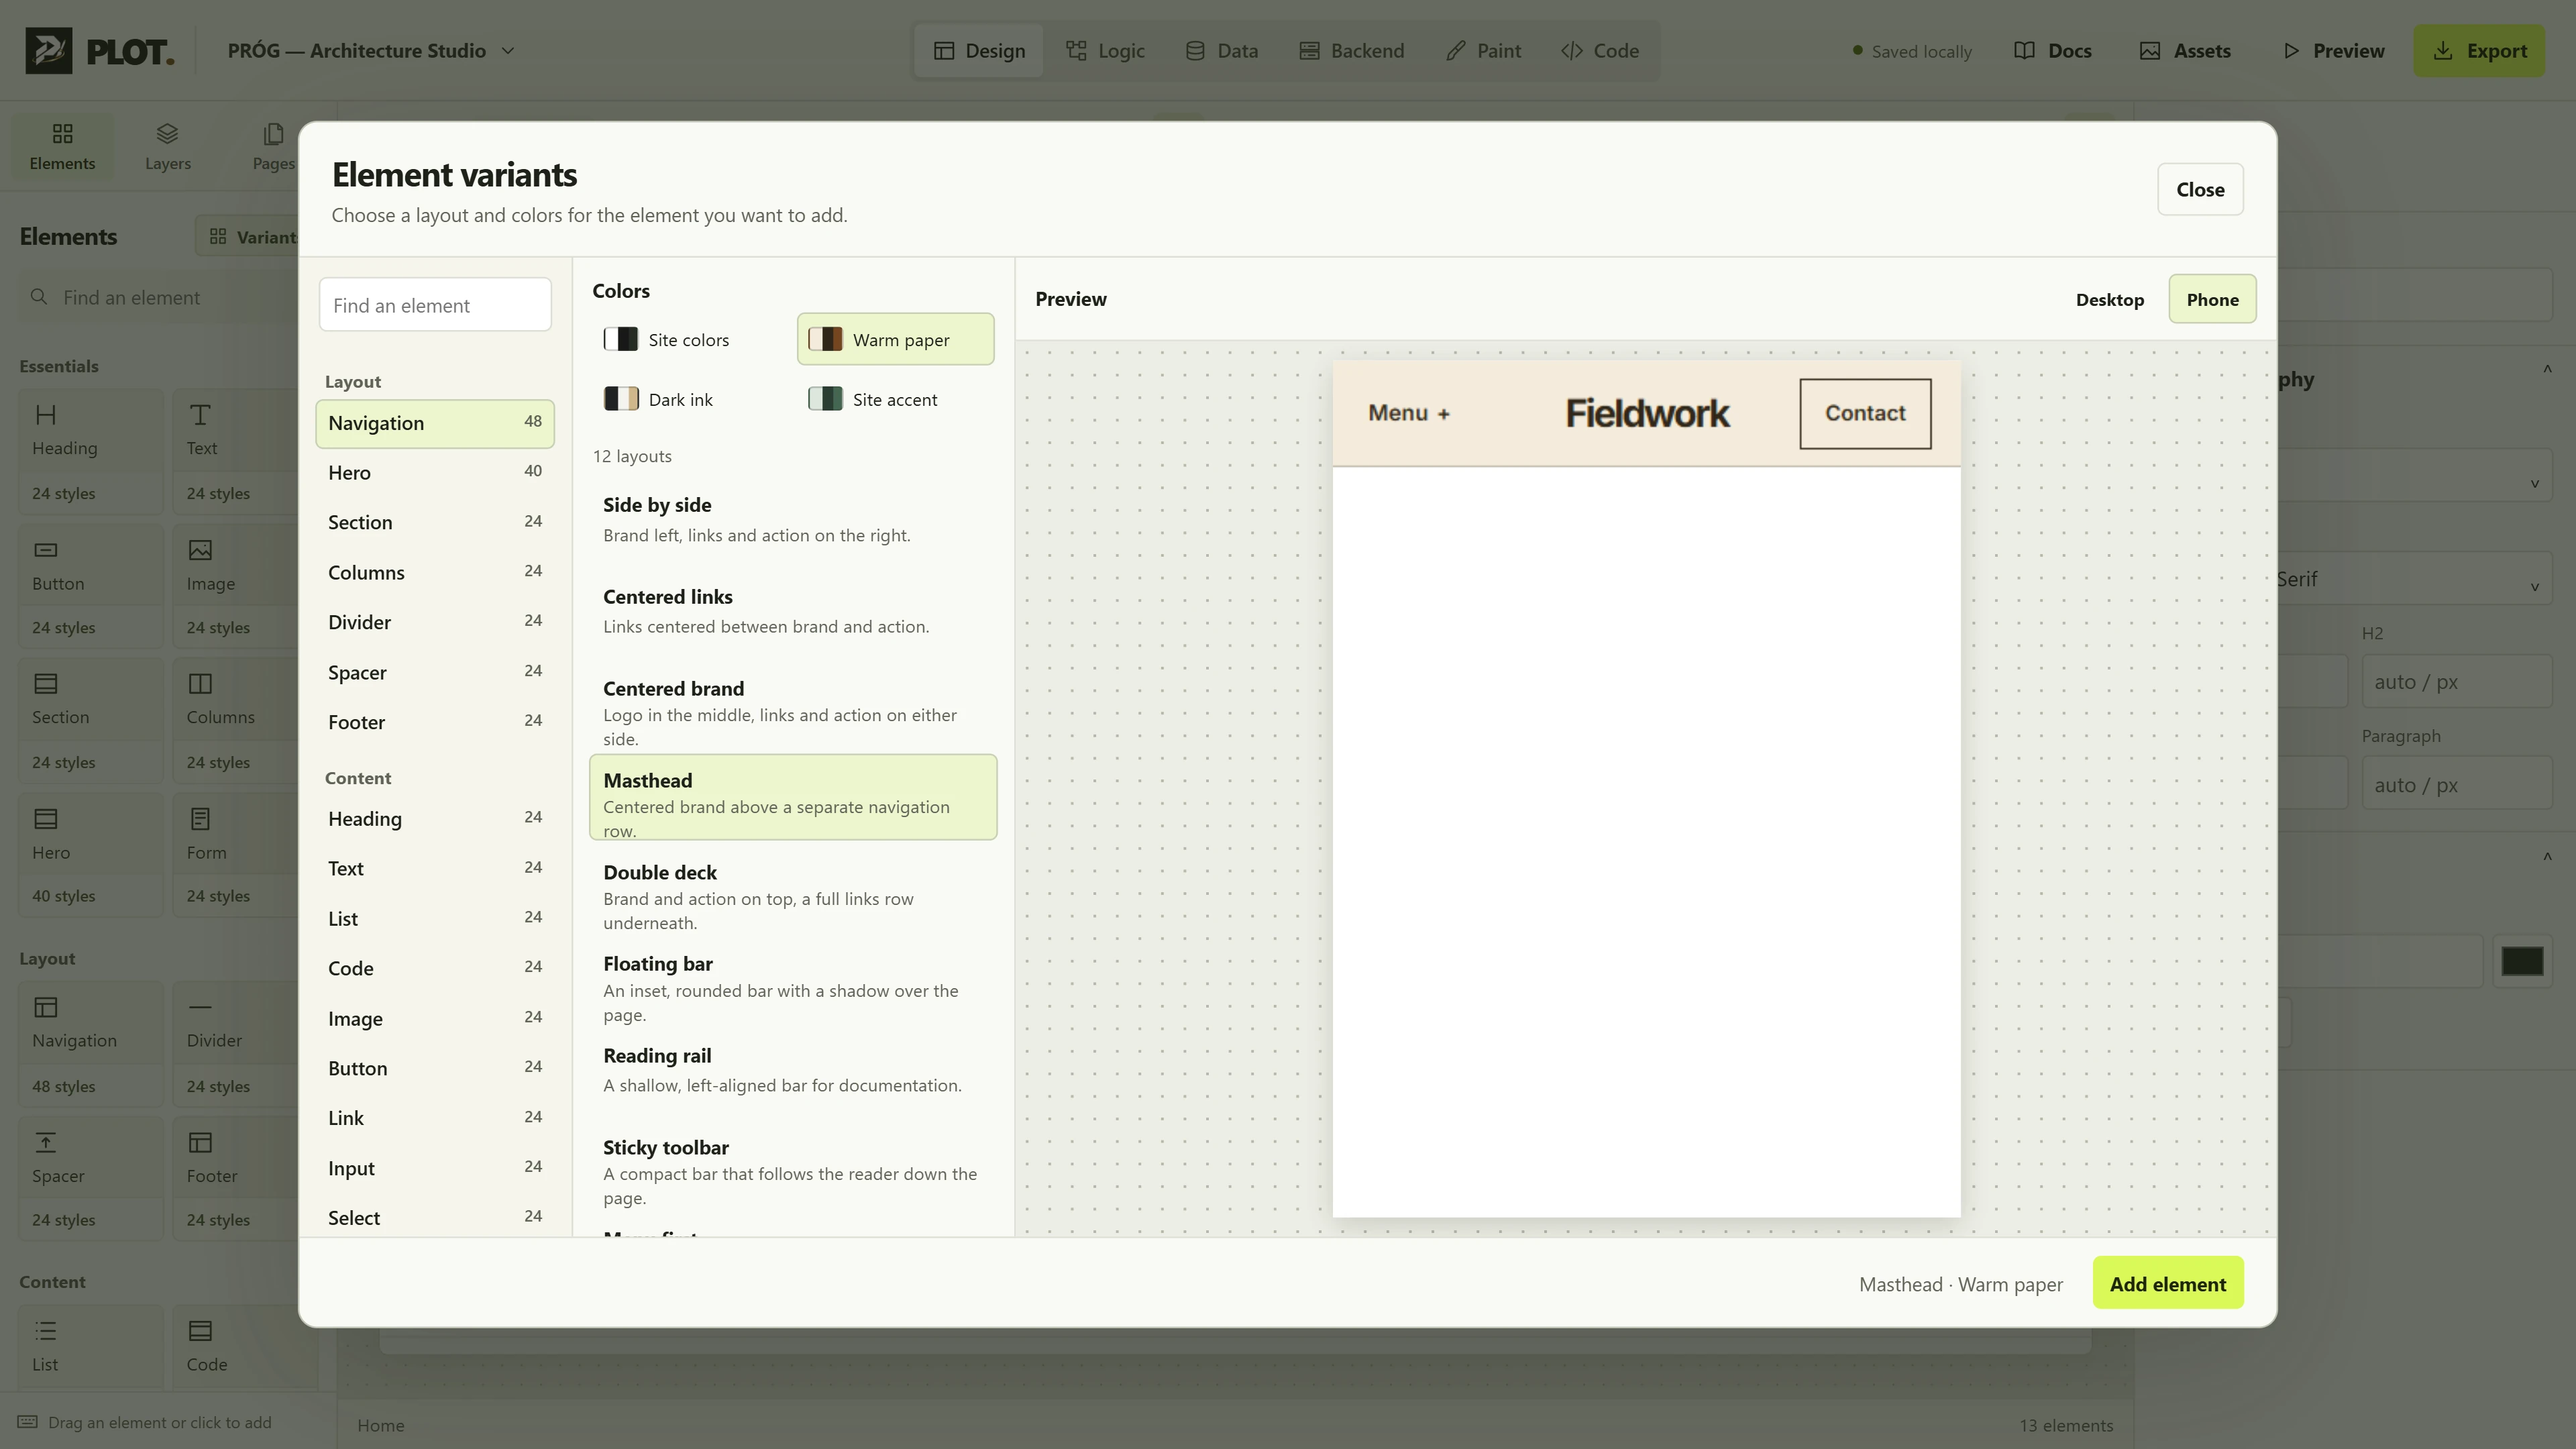 PLOT.
PRÓG — Architecture Studio
Design
Logic
Data
Backend
Paint
Code
Saved locally
Docs
Assets
Preview
Export
Elements
Layers
Pages
Elements
Variant
Find an element
Essentials
Heading
24 styles
Text
24 styles
Button
24 styles
Image
24 styles
Section
24 styles
Columns
24 styles
Hero
40 styles
Form
24 styles
Layout
Navigation
48 styles
Divider
24 styles
Spacer
24 styles
Footer
24 styles
Content
List
Code
Drag an element or click to add
Element variants
Choose a layout and colors for the element you want to add.
Close
Find an element
Layout
Navigation 48
Hero 40
Section 24
Columns 24
Divider 24
Spacer 24
Footer 24
Content
Heading 24
Text 24
List 24
Code 24
Image 24
Button 24
Link 24
Input 24
Select 24
Colors
Site colors
Warm paper
Dark ink
Site accent
12 layouts
Side by side
Brand left, links and action on the right.
Centered links
Links centered between brand and action.
Centered brand
Logo in the middle, links and action on either
side.
Masthead
Centered brand above a separate navigation
row.
Double deck
Brand and action on top, a full links row
underneath.
Floating bar
An inset, rounded bar with a shadow over the
page.
Reading rail
A shallow, left-aligned bar for documentation.
Sticky toolbar
A compact bar that follows the reader down the
page.
Preview
Desktop
Phone
Menu +
Fieldwork
Contact
Masthead · Warm paper
Add element
phy
Serif
H2
auto / px
Paragraph
auto / px
Home
13 elements